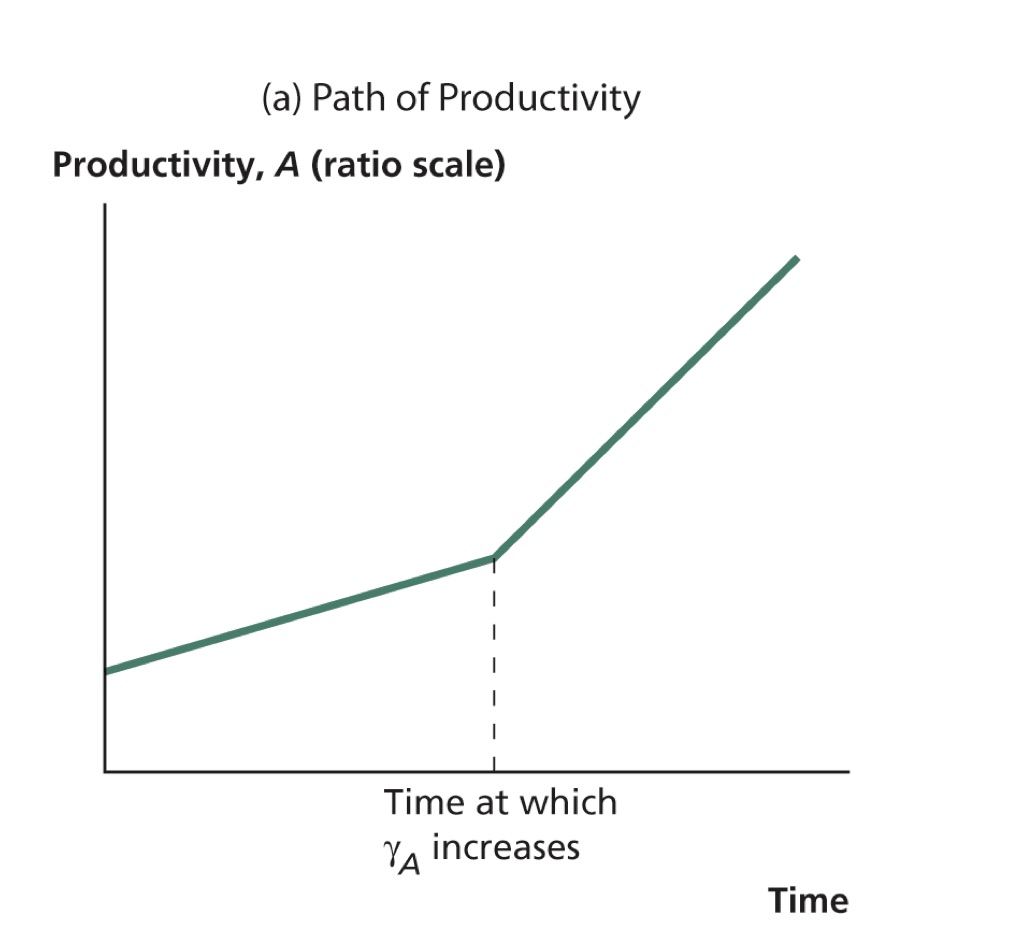 (a) Path of Productivity
Productivity, A (ratio scale)
Time at which
γA increases
Time